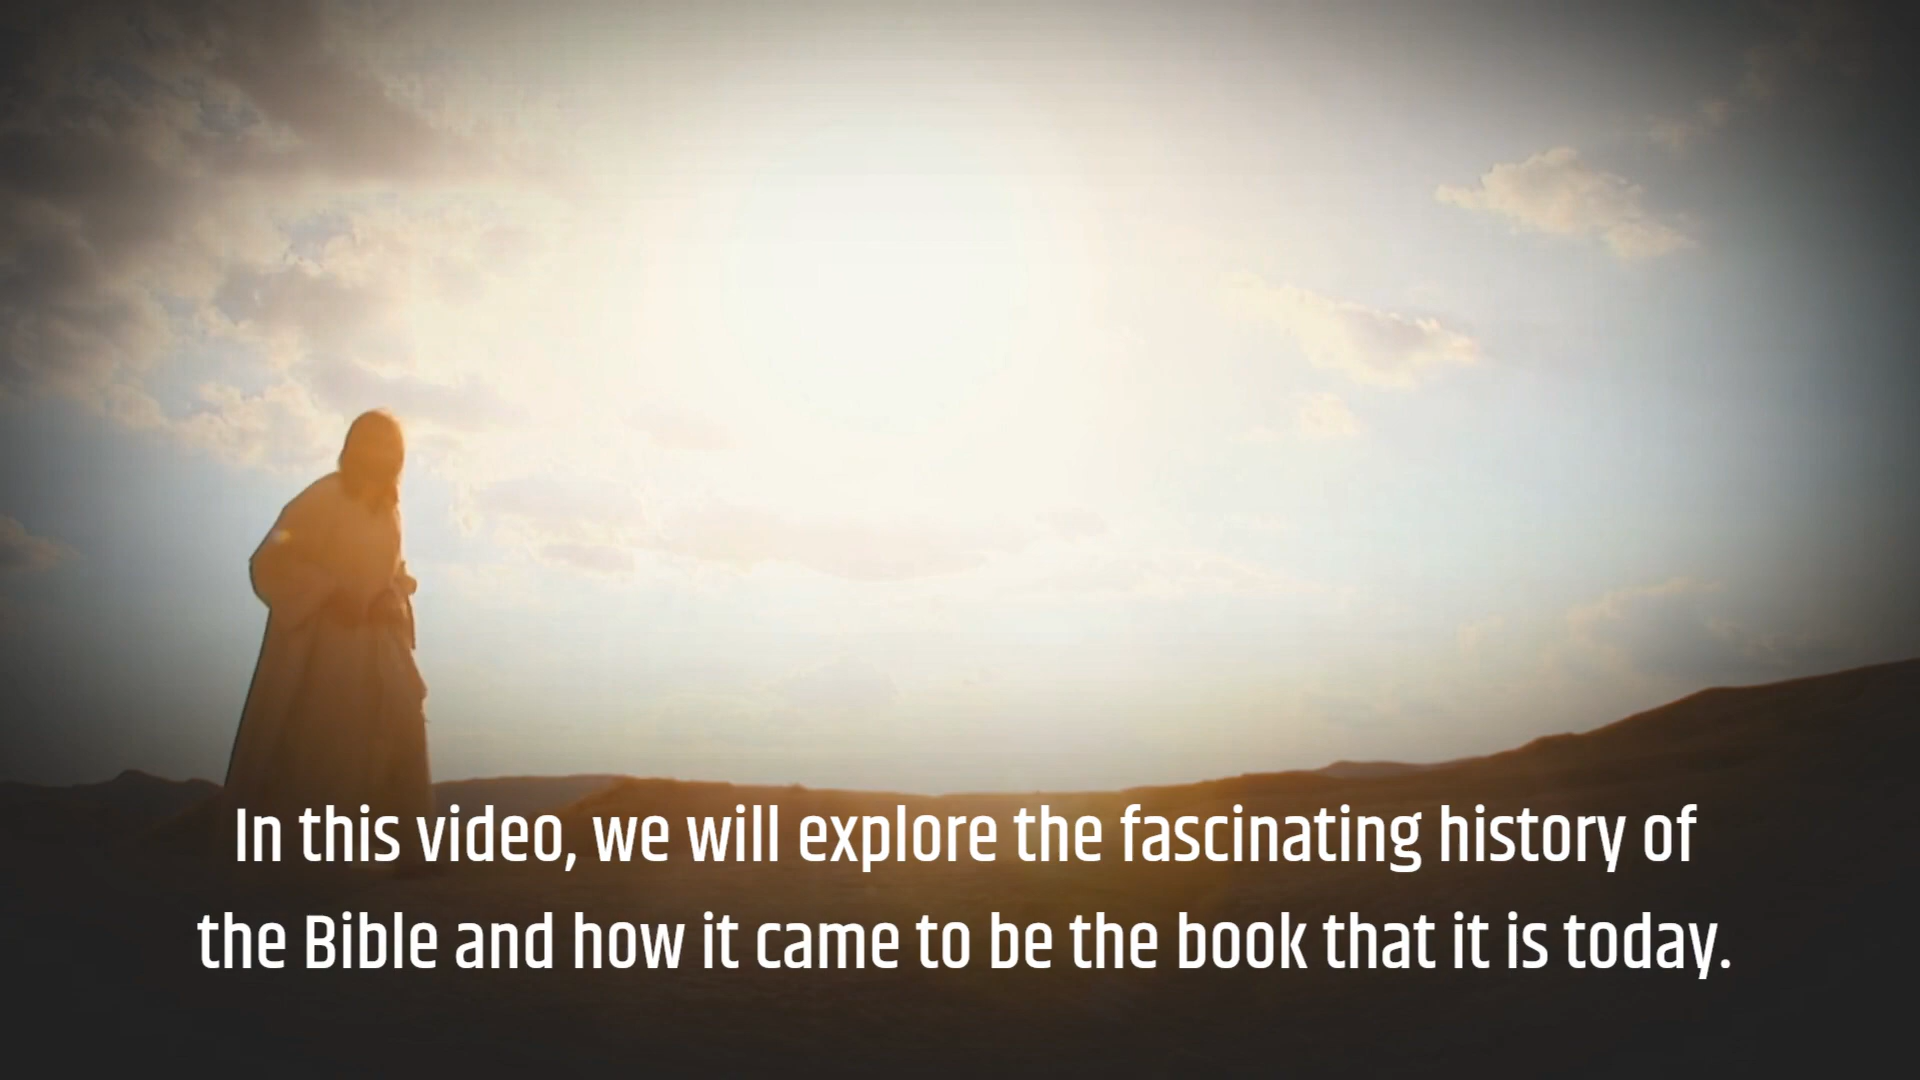 In this video, we will explore the fascinating history of
the Bible and how it came to be the book that it is today.